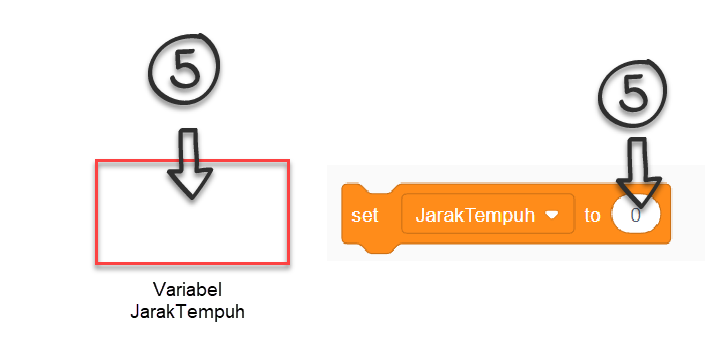 5
5
set JarakTempuh to 0
Variabel
JarakTempuh